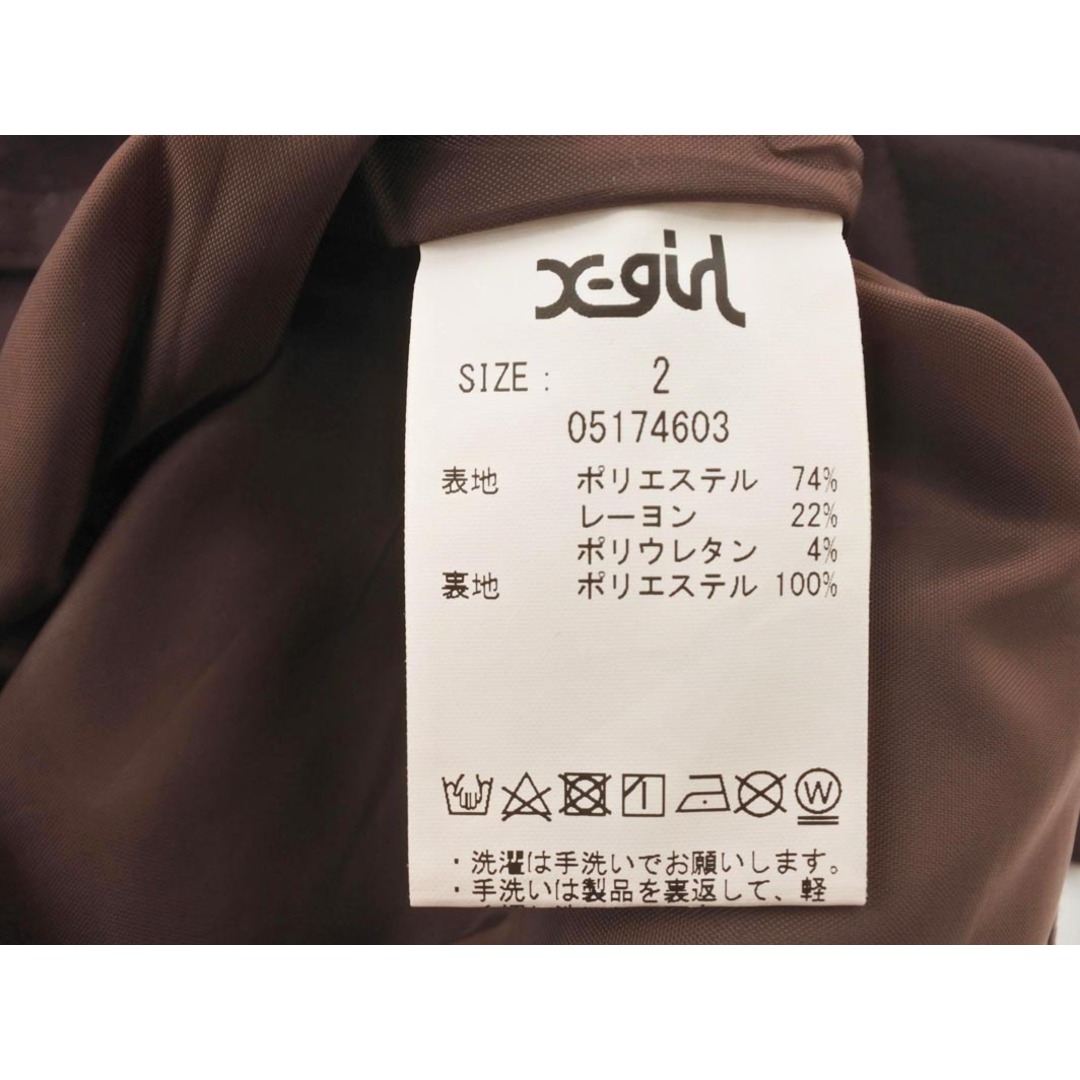 X-girl
SIZE : 2
05174603
表地 ポリエステル 74%
レーヨン 22%
ポリウレタン 4%
裏地 ポリエステル 100%
W
・洗濯は手洗いでお願いします。
・手洗いは製品を裏返して、軽